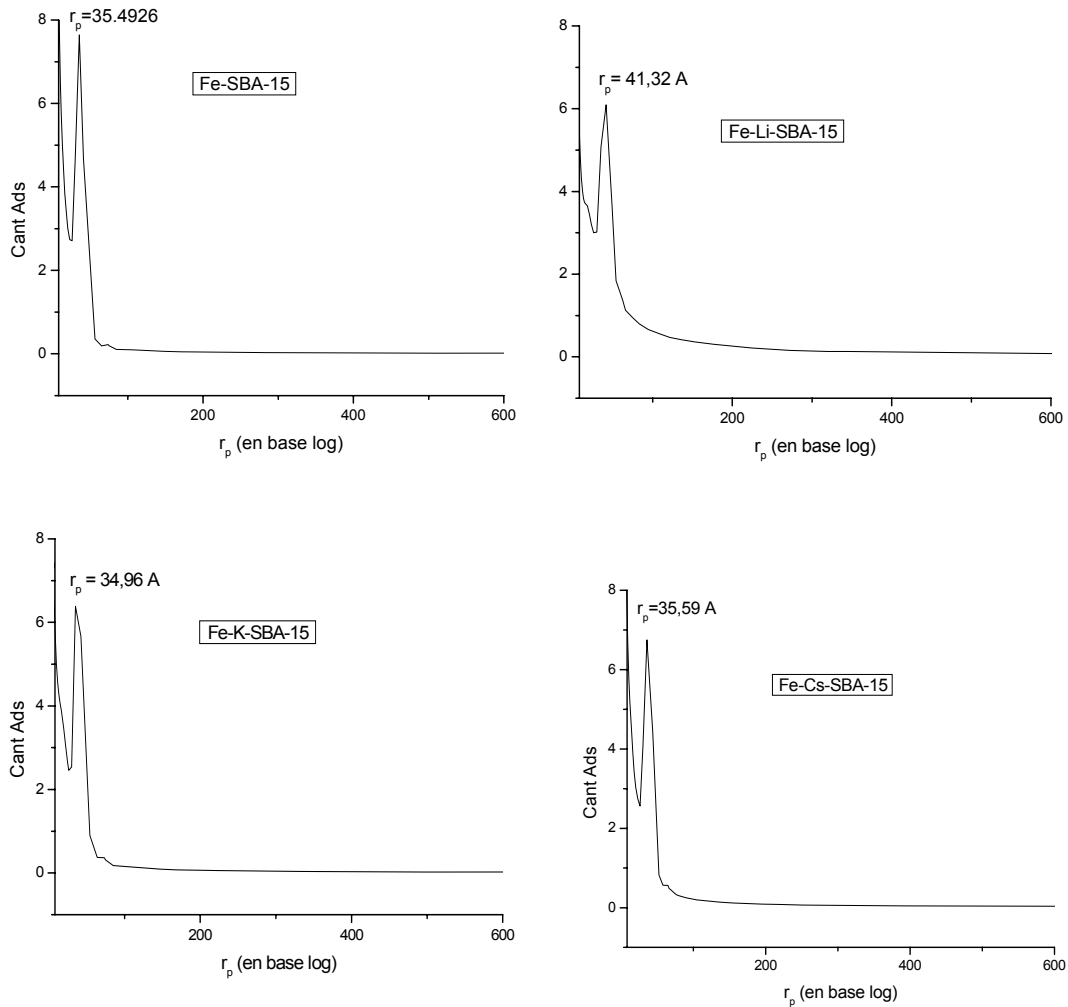 r_p=35.4926
8
6
4
2
0
Cant Ads
Fe-SBA-15
200 400 600
r_p (en base log)
r_p = 41,32 A
8
6
4
2
0
Fe-Li-SBA-15
200 400 600
r_p (en base log)
r_p = 34,96 A
8
6
4
2
0
Cant Ads
Fe-K-SBA-15
200 400 600
r_p (en base log)
r_p=35,59 A
8
6
4
2
0
Cant Ads
Fe-Cs-SBA-15
200 400 600
r_p (en base log)